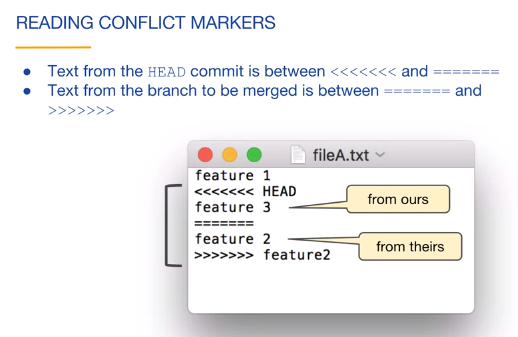 READING CONFLICT MARKERS
● Text from the HEAD commit is between <<<<<<< and =======
● Text from the branch to be merged is between ======= and
>>>>>>>
fileA.txt
feature 1
<<<<<<< HEAD
feature 3
from ours
=======
feature 2
from theirs
>>>>>>> feature2